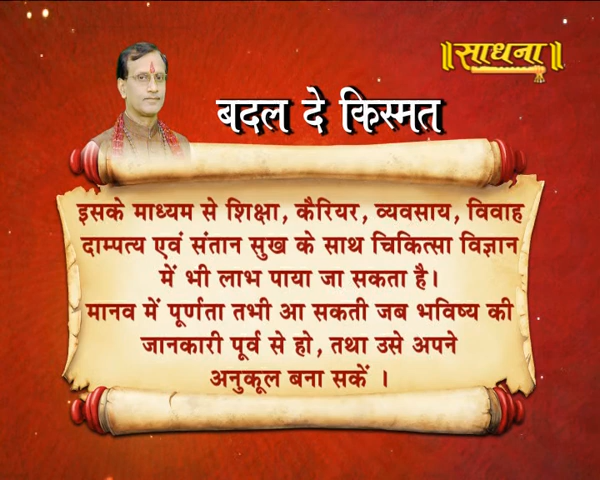 ॥साधना॥
बदल दे किस्मत
इसके माध्यम से शिक्षा, कैरियर, व्यवसाय, विवाह
दाम्पत्य एवं संतान सुख के साथ चिकित्सा विज्ञान
में भी लाभ पाया जा सकता है।
मानव में पूर्णता तभी आ सकती जब भविष्य की
जानकारी पूर्व से हो, तथा उसे अपने
अनुकूल बना सकें ।